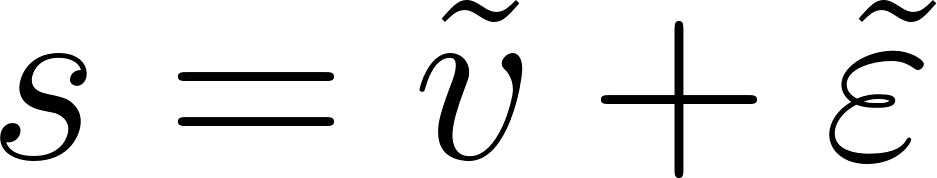 s = ṽ + ε̃